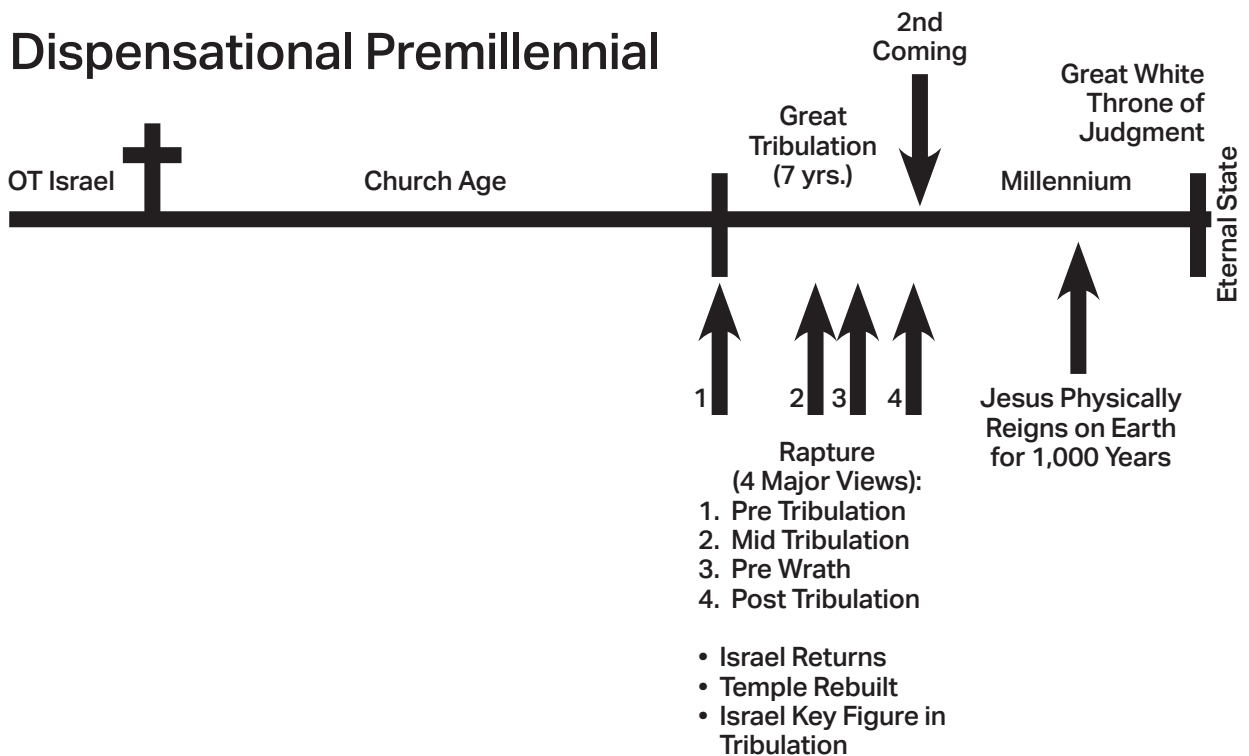 Dispensational Premillennial
2nd
Coming
Great White
Throne of
Judgment
Great
Tribulation
(7 yrs.)
OT Israel
Church Age
Millennium
Eternal State
1
2
3
4
Jesus Physically
Reigns on Earth
for 1,000 Years
Rapture
(4 Major Views):
1. Pre Tribulation
2. Mid Tribulation
3. Pre Wrath
4. Post Tribulation
• Israel Returns
• Temple Rebuilt
• Israel Key Figure in
Tribulation